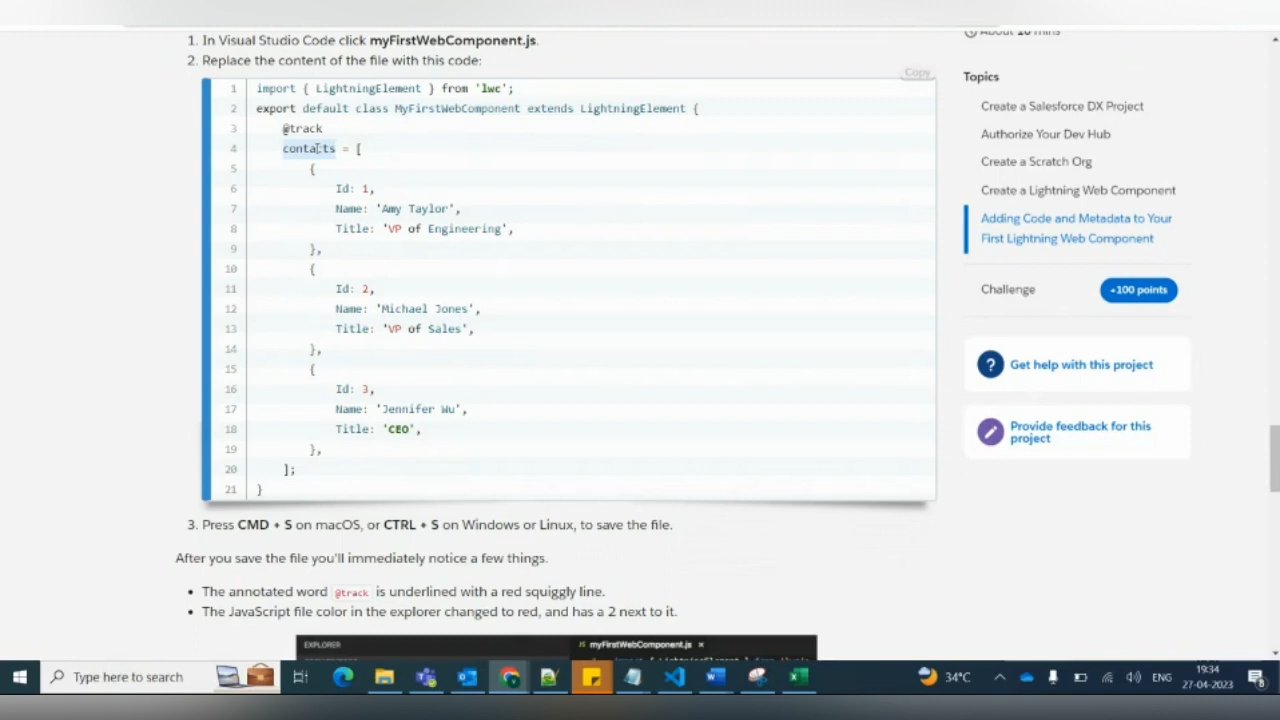 1. In Visual Studio Code click myFirstWebComponent.js.
2. Replace the content of the file with this code:
Copy
1 import { LightningElement } from 'lwc';
2 export default class MyFirstWebComponent extends LightningElement {
3 @track
4 contacts = [
5 {
6 Id: 1,
7 Name: 'Amy Taylor',
8 Title: 'VP of Engineering',
9 },
10 {
11 Id: 2,
12 Name: 'Michael Jones',
13 Title: 'VP of Sales',
14 },
15 {
16 Id: 3,
17 Name: 'Jennifer Wu',
18 Title: 'CEO',
19 },
20 ];
21 }
3. Press CMD + S on macOS, or CTRL + S on Windows or Linux, to save the file.
After you save the file you'll immediately notice a few things.
• The annotated word @track is underlined with a red squiggly line.
• The JavaScript file color in the explorer changed to red, and has a 2 next to it.
EXPLORER
JS myFirstWebComponent.js ×
About 20 mins
Topics
Create a Salesforce DX Project
Authorize Your Dev Hub
Create a Scratch Org
Create a Lightning Web Component
Adding Code and Metadata to Your
First Lightning Web Component
Challenge +100 points
? Get help with this project
Provide feedback for this
project
Type here to search
34°C
ENG
19:34
27-04-2023